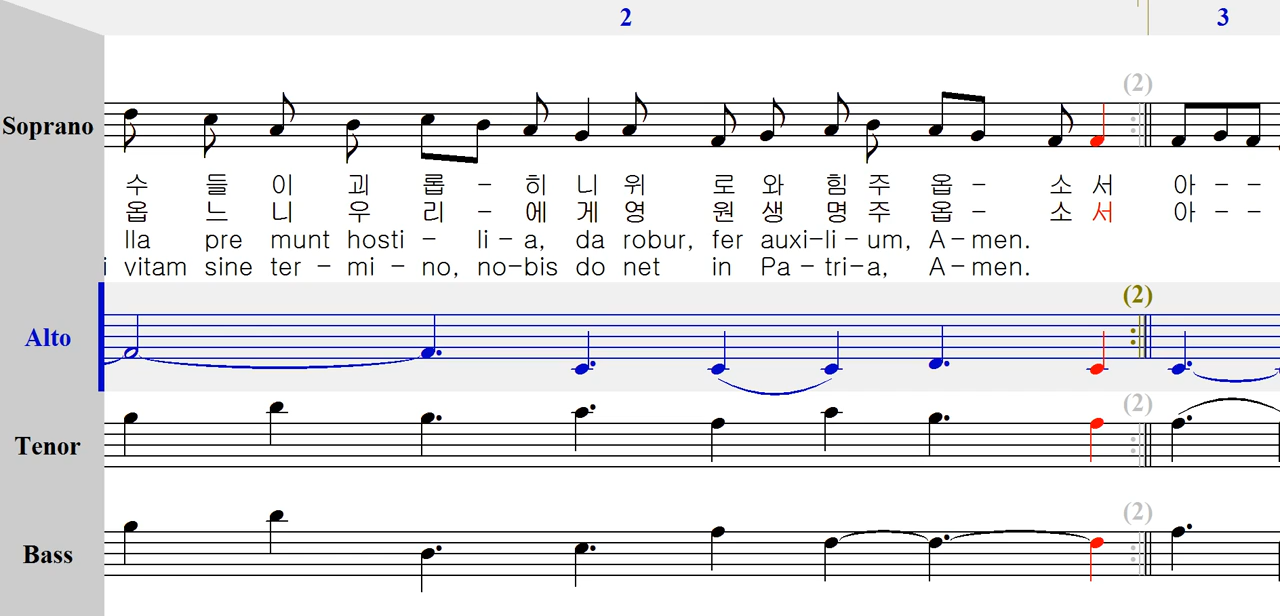 2 3
(2)
Soprano
수 들 이 괴 롭 - 히 니 위 로 와 힘 주 옵 - 소 서 아 - -
옵 느 니 우 리 - 에 게 영 원 생 명 주 옵 - 소 서 아 - -
lla pre munt hosti - li - a, da robur, fer auxi-li - um, A - men.
i vitam sine ter - mi - no, no-bis do net in Pa - tri-a, A - men.
(2)
Alto
(2)
Tenor
(2)
Bass